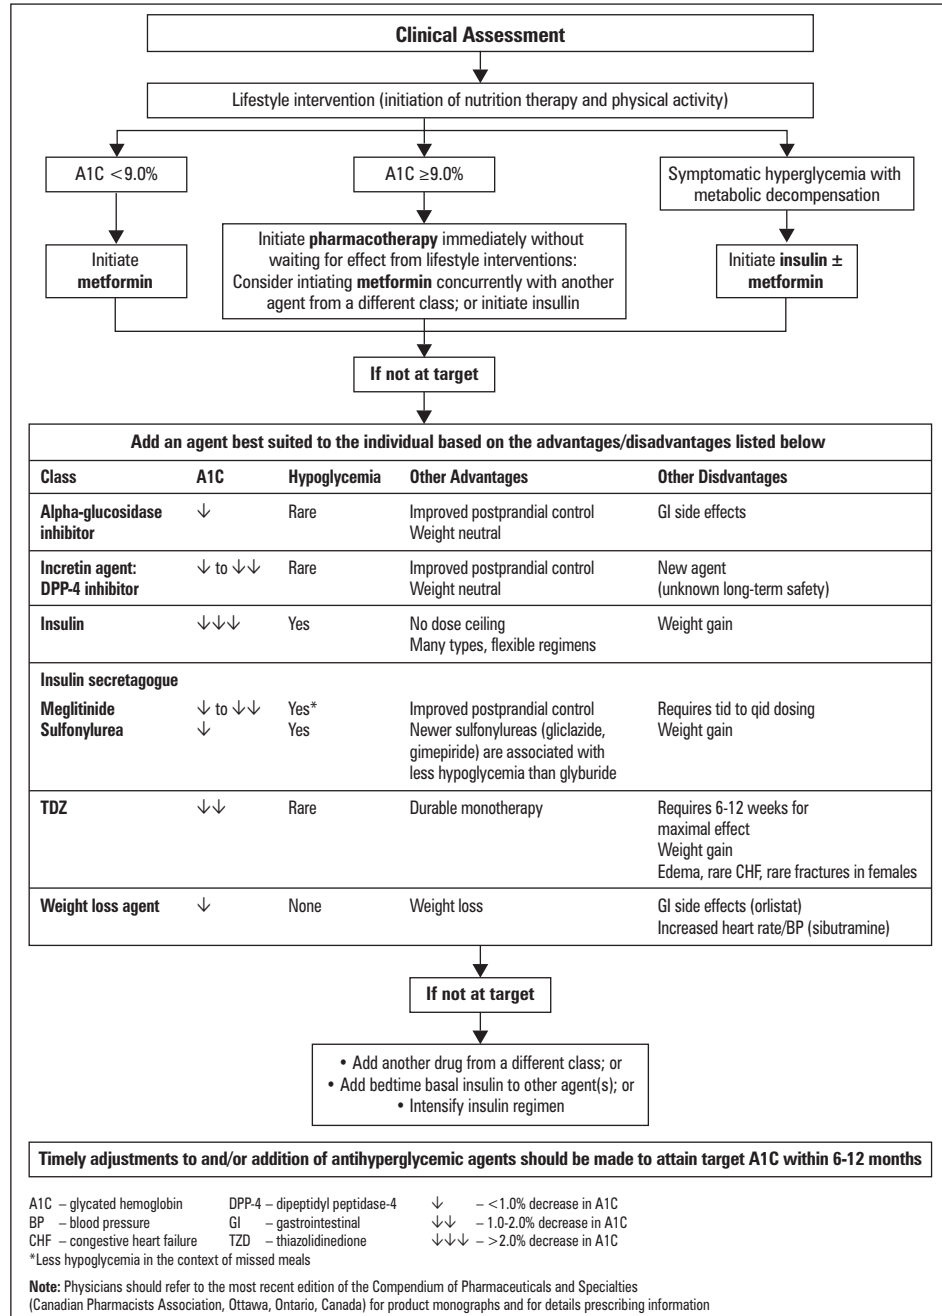 Clinical Assessment
Lifestyle intervention (initiation of nutrition therapy and physical activity)
A1C <9.0%
A1C ≥9.0%
Symptomatic hyperglycemia with
metabolic decompensation
Initiate
metformin
Initiate pharmacotherapy immediately without
waiting for effect from lifestyle interventions:
Consider intiating metformin concurrently with another
agent from a different class; or initiate insullin
Initiate insulin ±
metformin
If not at target
Add an agent best suited to the individual based on the advantages/disadvantages listed below
Class A1C Hypoglycemia Other Advantages Other Disdvantages
Alpha-glucosidase ↓ Rare Improved postprandial control GI side effects
inhibitor Weight neutral
Incretin agent: ↓ to ↓↓ Rare Improved postprandial control New agent
DPP-4 inhibitor Weight neutral (unknown long-term safety)
Insulin ↓↓↓ Yes No dose ceiling Weight gain
Many types, flexible regimens
Insulin secretagogue
Meglitinide ↓ to ↓↓ Yes* Improved postprandial control Requires tid to qid dosing
Sulfonylurea ↓ Yes Newer sulfonylureas (gliclazide, Weight gain
gimepiride) are associated with
less hypoglycemia than glyburide
TDZ ↓↓ Rare Durable monotherapy Requires 6-12 weeks for
maximal effect
Weight gain
Edema, rare CHF, rare fractures in females
Weight loss agent ↓ None Weight loss GI side effects (orlistat)
Increased heart rate/BP (sibutramine)
If not at target
• Add another drug from a different class; or
• Add bedtime basal insulin to other agent(s); or
• Intensify insulin regimen
Timely adjustments to and/or addition of antihyperglycemic agents should be made to attain target A1C within 6-12 months
A1C – glycated hemoglobin DPP-4 – dipeptidyl peptidase-4 ↓ – <1.0% decrease in A1C
BP – blood pressure GI – gastrointestinal ↓↓ – 1.0-2.0% decrease in A1C
CHF – congestive heart failure TZD – thiazolidinedione ↓↓↓ – >2.0% decrease in A1C
*Less hypoglycemia in the context of missed meals
Note: Physicians should refer to the most recent edition of the Compendium of Pharmaceuticals and Specialties
(Canadian Pharmacists Association, Ottawa, Ontario, Canada) for product monographs and for details prescribing information